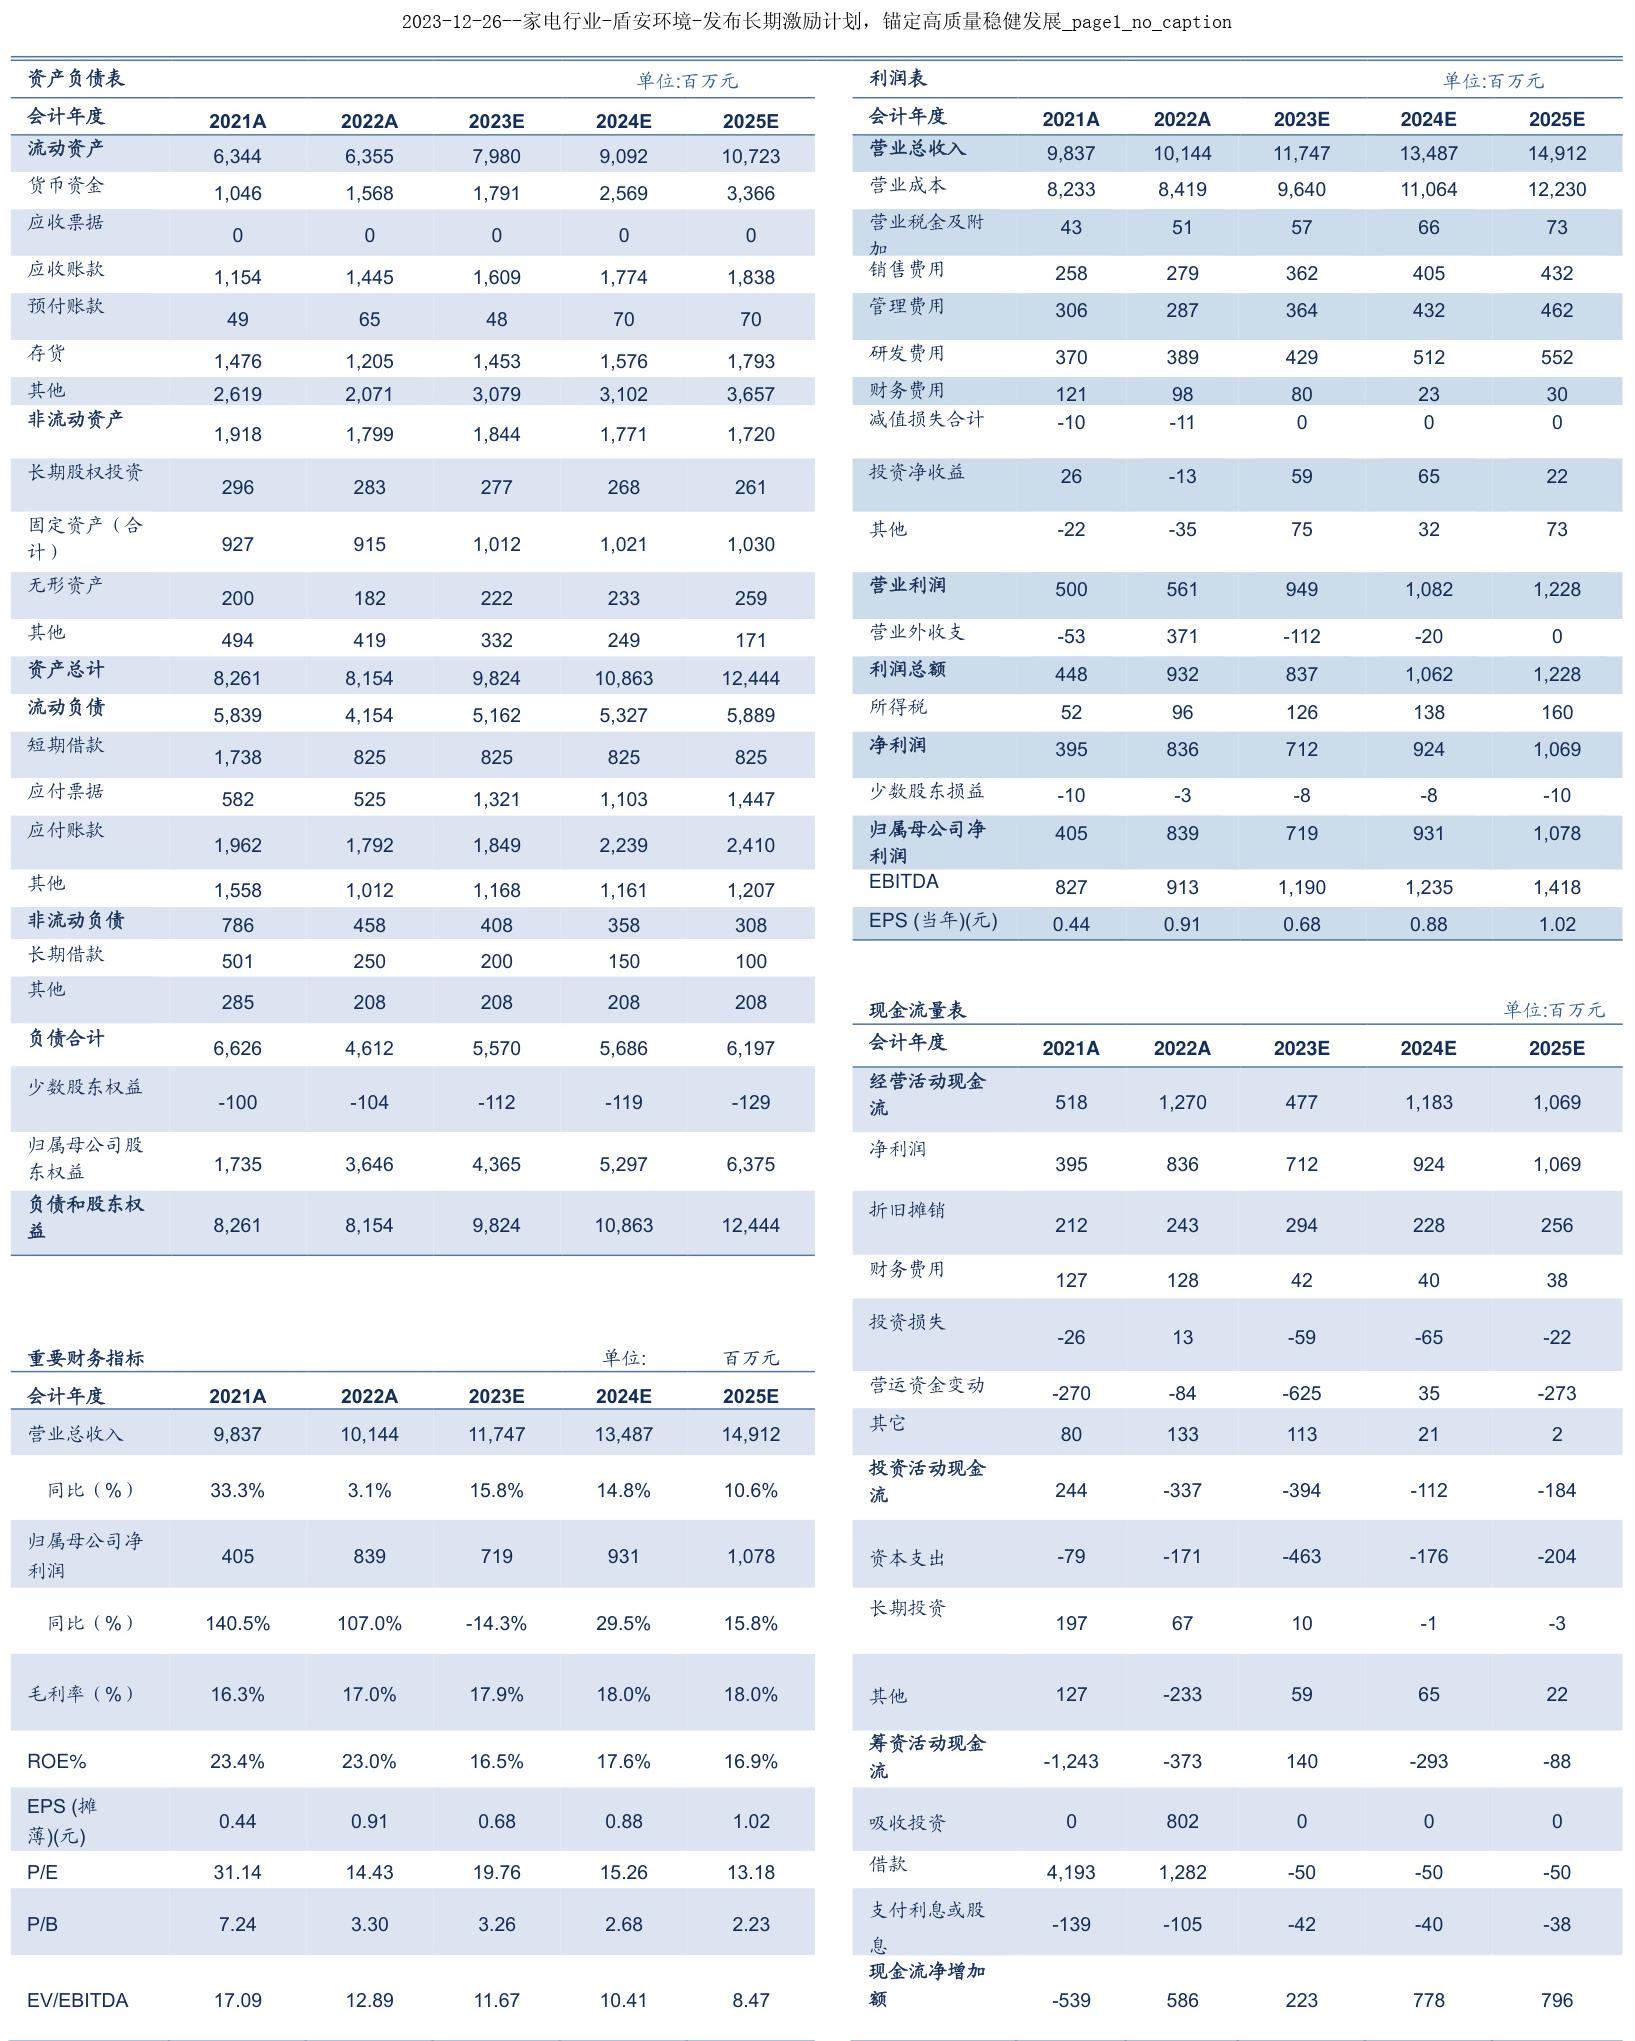 2023-12-26--家电行业-盾安环境-发布长期激励计划，锚定高质量稳健发展_page1_no_caption
资产负债表 单位:百万元
会计年度 2021A 2022A 2023E 2024E 2025E
流动资产 6,344 6,355 7,980 9,092 10,723
货币资金 1,046 1,568 1,791 2,569 3,366
应收票据 0 0 0 0 0
应收账款 1,154 1,445 1,609 1,774 1,838
预付账款 49 65 48 70 70
存货 1,476 1,205 1,453 1,576 1,793
其他 2,619 2,071 3,079 3,102 3,657
非流动资产 1,918 1,799 1,844 1,771 1,720
长期股权投资 296 283 277 268 261
固定资产（合
计） 927 915 1,012 1,021 1,030
无形资产 200 182 222 233 259
其他 494 419 332 249 171
资产总计 8,261 8,154 9,824 10,863 12,444
流动负债 5,839 4,154 5,162 5,327 5,889
短期借款 1,738 825 825 825 825
应付票据 582 525 1,321 1,103 1,447
应付账款 1,962 1,792 1,849 2,239 2,410
其他 1,558 1,012 1,168 1,161 1,207
非流动负债 786 458 408 358 308
长期借款 501 250 200 150 100
其他 285 208 208 208 208
负债合计 6,626 4,612 5,570 5,686 6,197
少数股东权益 -100 -104 -112 -119 -129
归属母公司股
东权益 1,735 3,646 4,365 5,297 6,375
负债和股东权
益 8,261 8,154 9,824 10,863 12,444
重要财务指标 单位: 百万元
会计年度 2021A 2022A 2023E 2024E 2025E
营业总收入 9,837 10,144 11,747 13,487 14,912
同比（%） 33.3% 3.1% 15.8% 14.8% 10.6%
归属母公司净
利润 405 839 719 931 1,078
同比（%） 140.5% 107.0% -14.3% 29.5% 15.8%
毛利率（%） 16.3% 17.0% 17.9% 18.0% 18.0%
ROE% 23.4% 23.0% 16.5% 17.6% 16.9%
EPS (摊
薄)(元) 0.44 0.91 0.68 0.88 1.02
P/E 31.14 14.43 19.76 15.26 13.18
P/B 7.24 3.30 3.26 2.68 2.23
EV/EBITDA 17.09 12.89 11.67 10.41 8.47
利润表 单位:百万元
会计年度 2021A 2022A 2023E 2024E 2025E
营业总收入 9,837 10,144 11,747 13,487 14,912
营业成本 8,233 8,419 9,640 11,064 12,230
营业税金及附 43 51 57 66 73
加
销售费用 258 279 362 405 432
管理费用 306 287 364 432 462
研发费用 370 389 429 512 552
财务费用 121 98 80 23 30
减值损失合计 -10 -11 0 0 0
投资净收益 26 -13 59 65 22
其他 -22 -35 75 32 73
营业利润 500 561 949 1,082 1,228
营业外收支 -53 371 -112 -20 0
利润总额 448 932 837 1,062 1,228
所得税 52 96 126 138 160
净利润 395 836 712 924 1,069
少数股东损益 -10 -3 -8 -8 -10
归属母公司净 405 839 719 931 1,078
利润
EBITDA 827 913 1,190 1,235 1,418
EPS (当年)(元) 0.44 0.91 0.68 0.88 1.02
现金流量表 单位:百万元
会计年度 2021A 2022A 2023E 2024E 2025E
经营活动现金
流 518 1,270 477 1,183 1,069
净利润 395 836 712 924 1,069
折旧摊销 212 243 294 228 256
财务费用 127 128 42 40 38
投资损失 -26 13 -59 -65 -22
营运资金变动 -270 -84 -625 35 -273
其它 80 133 113 21 2
投资活动现金
流 244 -337 -394 -112 -184
资本支出 -79 -171 -463 -176 -204
长期投资 197 67 10 -1 -3
其他 127 -233 59 65 22
筹资活动现金
流 -1,243 -373 140 -293 -88
吸收投资 0 802 0 0 0
借款 4,193 1,282 -50 -50 -50
支付利息或股
息 -139 -105 -42 -40 -38
现金流净增加
额 -539 586 223 778 796